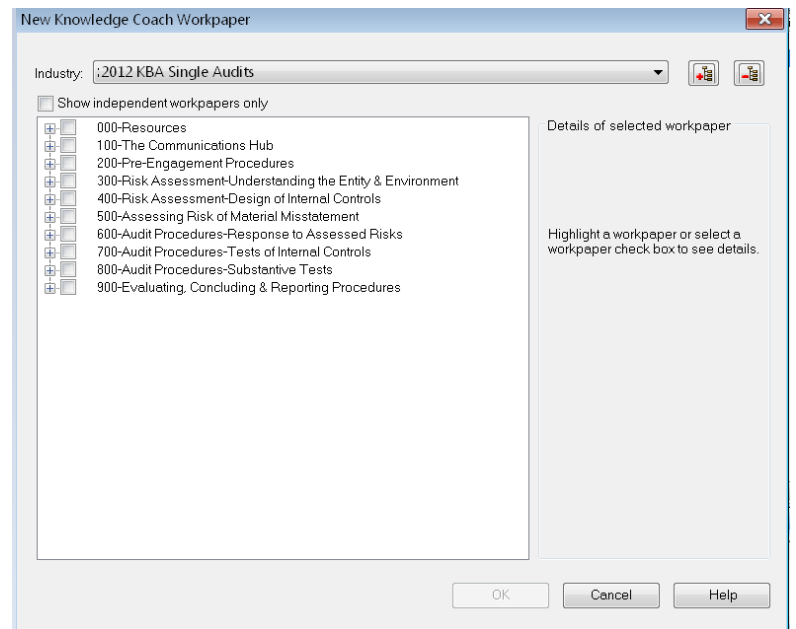 New Knowledge Coach Workpaper
Industry: :2012 KBA Single Audits
Show independent workpapers only
000-Resources
100-The Communications Hub
200-Pre-Engagement Procedures
300-Risk Assessment-Understanding the Entity & Environment
400-Risk Assessment-Design of Internal Controls
500-Assessing Risk of Material Misstatement
600-Audit Procedures-Response to Assessed Risks
700-Audit Procedures-Tests of Internal Controls
800-Audit Procedures-Substantive Tests
900-Evaluating, Concluding & Reporting Procedures
Details of selected workpaper
Highlight a workpaper or select a
workpaper check box to see details.
OK Cancel Help